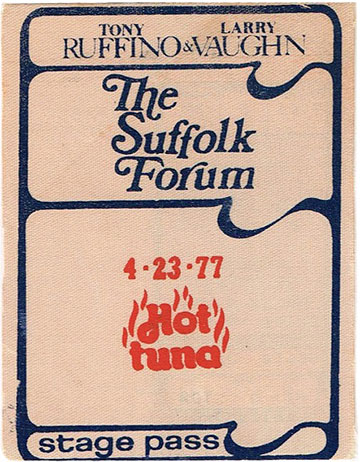 TONY LARRY
RUFFINO & VAUGHN
The
Suffolk
Forum
4·23·77
Hot
tuna
stage pass